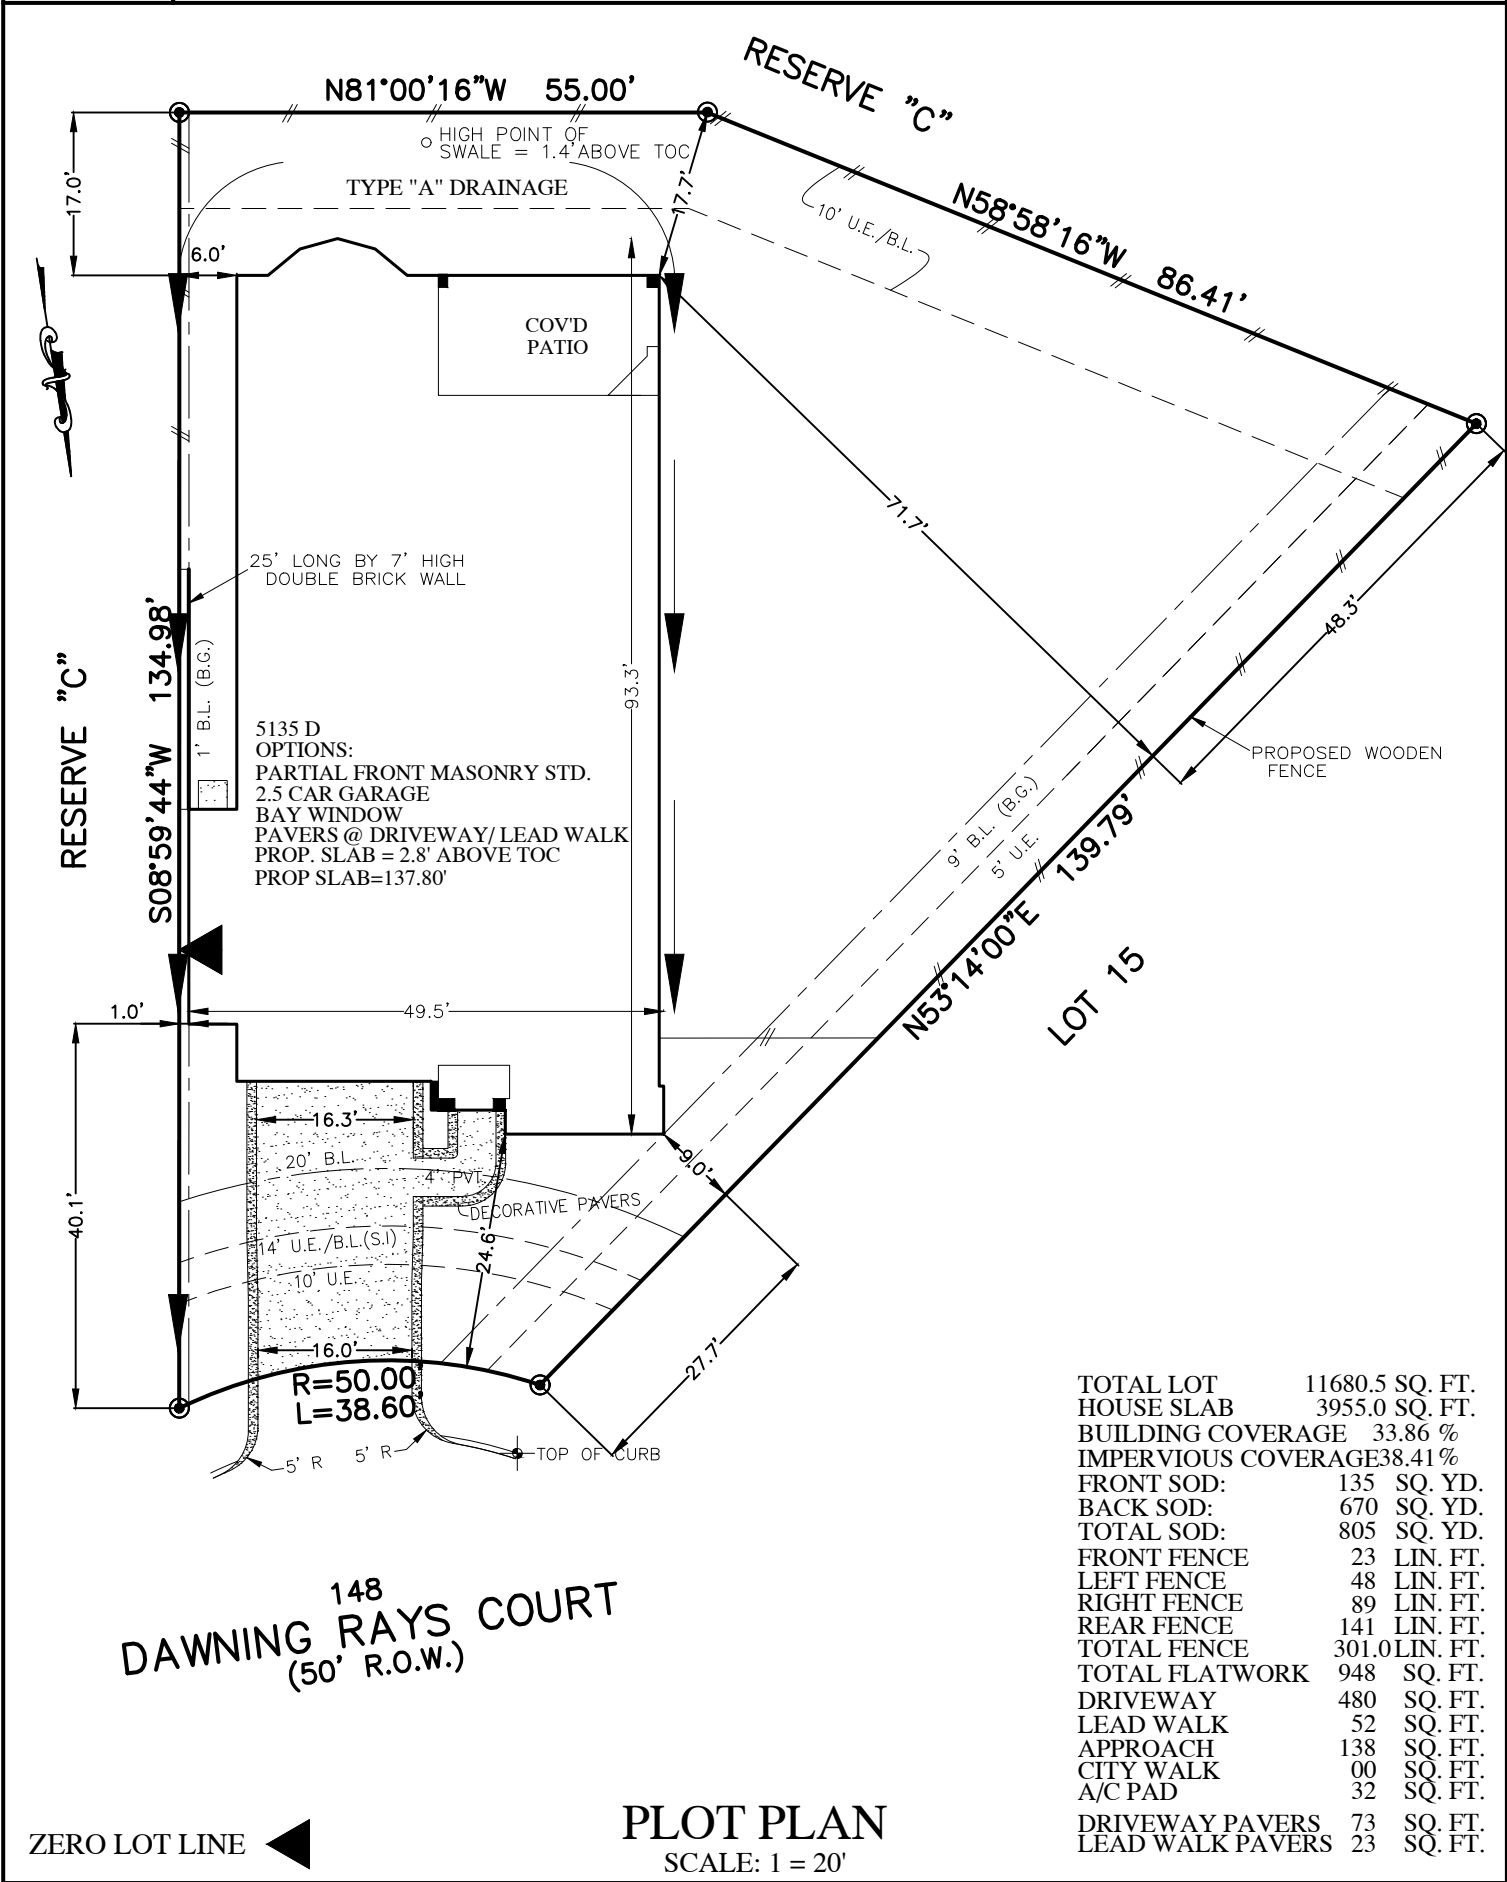 N81°00'16"W 55.00'
RESERVE "C"
HIGH POINT OF
SWALE = 1.4'ABOVE TOC
TYPE "A" DRAINAGE
17.0'
17.7'
6.0'
10' U.E./B.L.
N58°58'16"W 86.41'
COV'D
PATIO
71.7'
25' LONG BY 7' HIGH
DOUBLE BRICK WALL
48.3'
RESERVE "C"
S08°59'44"W 134.98'
1' B.L. (B.G.)
93.3'
5135 D
OPTIONS:
PARTIAL FRONT MASONRY STD.
2.5 CAR GARAGE
BAY WINDOW
PAVERS @ DRIVEWAY/ LEAD WALK
PROP. SLAB = 2.8' ABOVE TOC
PROP SLAB=137.80'
PROPOSED WOODEN
FENCE
9' B.L. (B.G.)
5' U.E.
N53°14'00"E 139.79'
LOT 15
1.0'
49.5'
16.3'
20' B.L.
4' PVT.
9.0'
DECORATIVE PAVERS
40.1'
14' U.E./B.L.(S.I)
24.6'
10' U.E.
16.0'
27.7'
R=50.00
L=38.60
5' R
5' R
TOP OF CURB
148
DAWNING RAYS COURT
(50' R.O.W.)
TOTAL LOT 11680.5 SQ. FT.
HOUSE SLAB 3955.0 SQ. FT.
BUILDING COVERAGE 33.86 %
IMPERVIOUS COVERAGE38.41%
FRONT SOD: 135 SQ. YD.
BACK SOD: 670 SQ. YD.
TOTAL SOD: 805 SQ. YD.
FRONT FENCE 23 LIN. FT.
LEFT FENCE 48 LIN. FT.
RIGHT FENCE 89 LIN. FT.
REAR FENCE 141 LIN. FT.
TOTAL FENCE 301.0 LIN. FT.
TOTAL FLATWORK 948 SQ. FT.
DRIVEWAY 480 SQ. FT.
LEAD WALK 52 SQ. FT.
APPROACH 138 SQ. FT.
CITY WALK 00 SQ. FT.
A/C PAD 32 SQ. FT.
DRIVEWAY PAVERS 73 SQ. FT.
LEAD WALK PAVERS 23 SQ. FT.
ZERO LOT LINE
PLOT PLAN
SCALE: 1 = 20'